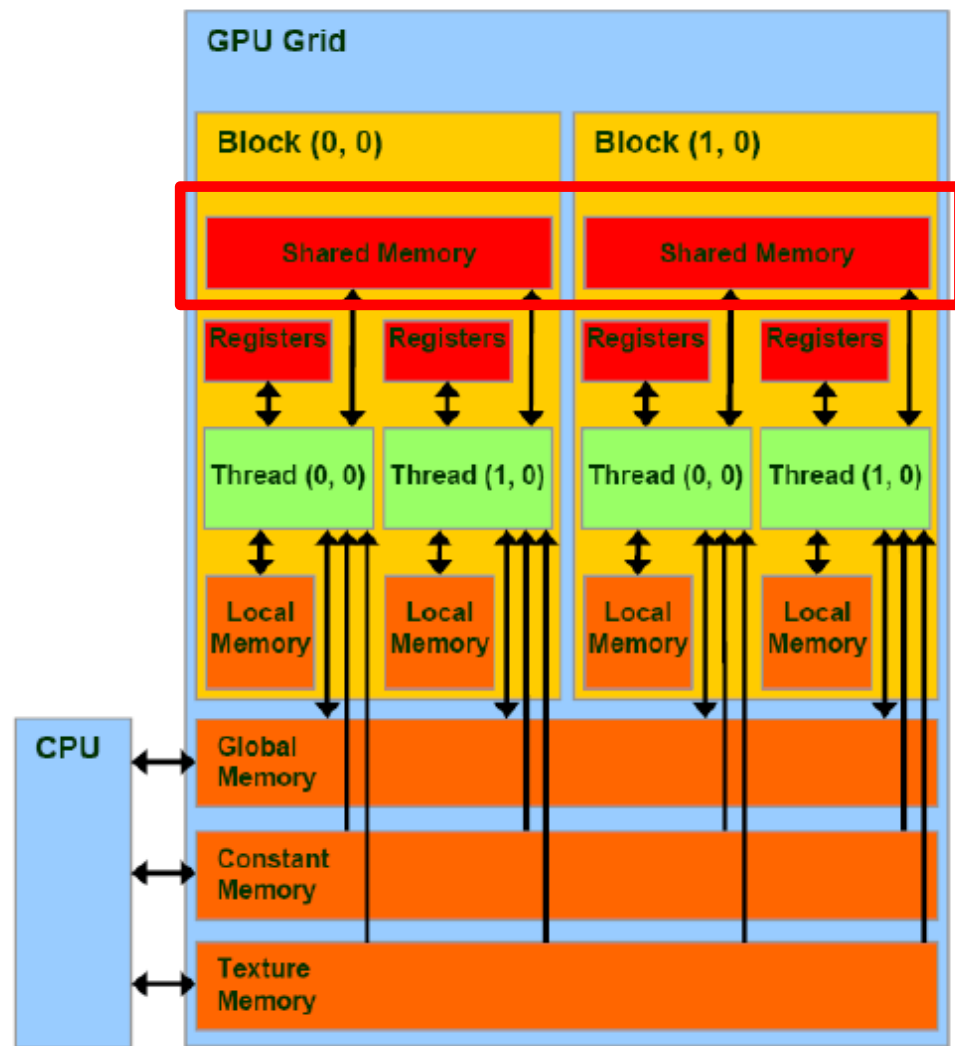 GPU Grid
Block (0, 0)
Shared Memory
Registers
Registers
Thread (0, 0)
Thread (1, 0)
Local
Memory
Local
Memory
Block (1, 0)
Shared Memory
Registers
Registers
Thread (0, 0)
Thread (1, 0)
Local
Memory
Local
Memory
CPU
Global
Memory
Constant
Memory
Texture
Memory